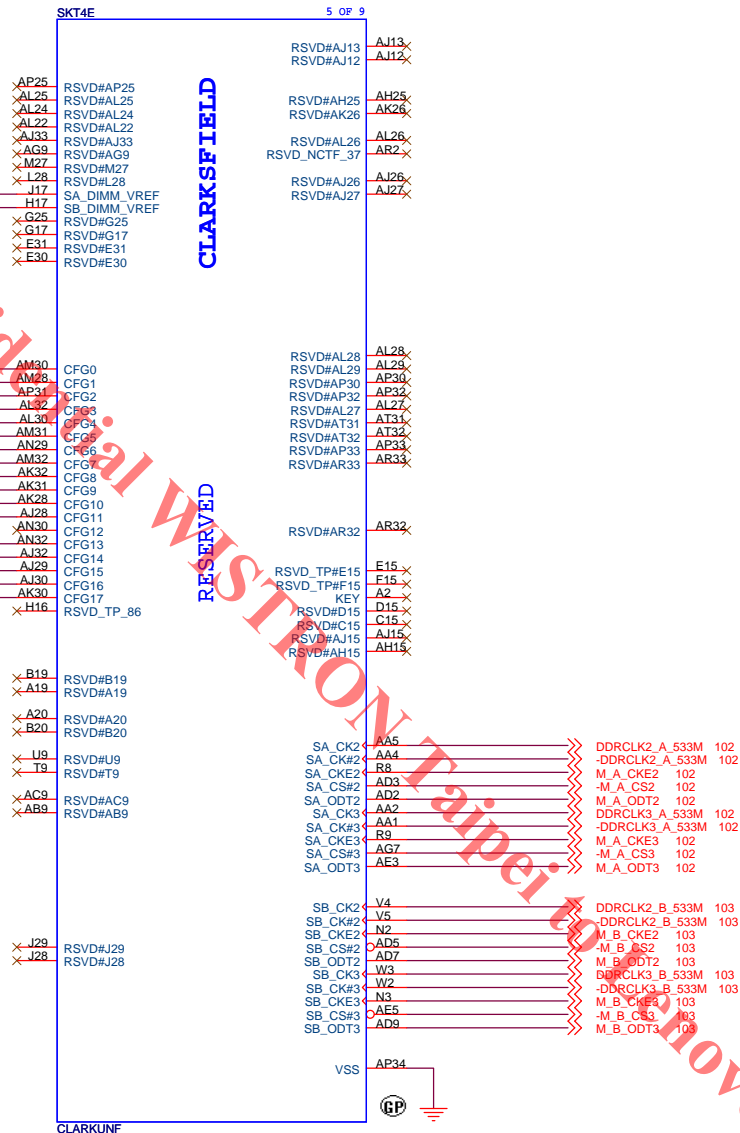 SKT4E 5 OF 9
CLARKSFIELD
RESERVED
AP25 RSVD#AP25
AL25 RSVD#AL25
AL24 RSVD#AL24
AL22 RSVD#AL22
AJ33 RSVD#AJ33
AG9 RSVD#AG9
M27 RSVD#M27
L28 RSVD#L28
J17 SA_DIMM_VREF
H17 SB_DIMM_VREF
G25 RSVD#G25
G17 RSVD#G17
E31 RSVD#E31
E30 RSVD#E30
AM30 CFG0
AM28 CFG1
AP31 CFG2
AL32 CFG3
AL30 CFG4
AM31 CFG5
AN29 CFG6
AM32 CFG7
AK32 CFG8
AK31 CFG9
AK28 CFG10
AJ28 CFG11
AN30 CFG12
AN32 CFG13
AJ32 CFG14
AJ29 CFG15
AJ30 CFG16
AK30 CFG17
H16 RSVD_TP_86
B19 RSVD#B19
A19 RSVD#A19
A20 RSVD#A20
B20 RSVD#B20
U9 RSVD#U9
T9 RSVD#T9
AC9 RSVD#AC9
AB9 RSVD#AB9
J29 RSVD#J29
J28 RSVD#J28
RSVD#AJ13 AJ13
RSVD#AJ12 AJ12
RSVD#AH25 AH25
RSVD#AK26 AK26
RSVD#AL26 AL26
RSVD_NCTF_37 AR2
RSVD#AJ26 AJ26
RSVD#AJ27 AJ27
RSVD#AL28 AL28
RSVD#AL29 AL29
RSVD#AP30 AP30
RSVD#AP32 AP32
RSVD#AL27 AL27
RSVD#AT31 AT31
RSVD#AT32 AT32
RSVD#AP33 AP33
RSVD#AR33 AR33
RSVD#AR32 AR32
RSVD_TP#E15 E15
RSVD_TP#F15 F15
KEY A2
RSVD#D15 D15
RSVD#C15 C15
RSVD#AJ15 AJ15
RSVD#AH15 AH15
SA_CK2 AA5 DDRCLK2_A_533M 102
SA_CK#2 AA4 -DDRCLK2_A_533M 102
SA_CKE2 R8 M_A_CKE2 102
SA_CS#2 AD3 -M_A_CS2 102
SA_ODT2 AD2 M_A_ODT2 102
SA_CK3 AA2 DDRCLK3_A_533M 102
SA_CK#3 AA1 -DDRCLK3_A_533M 102
SA_CKE3 R9 M_A_CKE3 102
SA_CS#3 AG7 -M_A_CS3 102
SA_ODT3 AE3 M_A_ODT3 102
SB_CK2 V4 DDRCLK2_B_533M 103
SB_CK#2 V5 -DDRCLK2_B_533M 103
SB_CKE2 N2 M_B_CKE2 103
SB_CS#2 AD5 -M_B_CS2 103
SB_ODT2 AD7 M_B_ODT2 103
SB_CK3 W3 DDRCLK3_B_533M 103
SB_CK#3 W2 -DDRCLK3_B_533M 103
SB_CKE3 N3 M_B_CKE3 103
SB_CS#3 AE5 -M_B_CS3 103
SB_ODT3 AD9 M_B_ODT3 103
VSS AP34
GP
CLARKUNF
idential WISTRON Taipei to Lenov